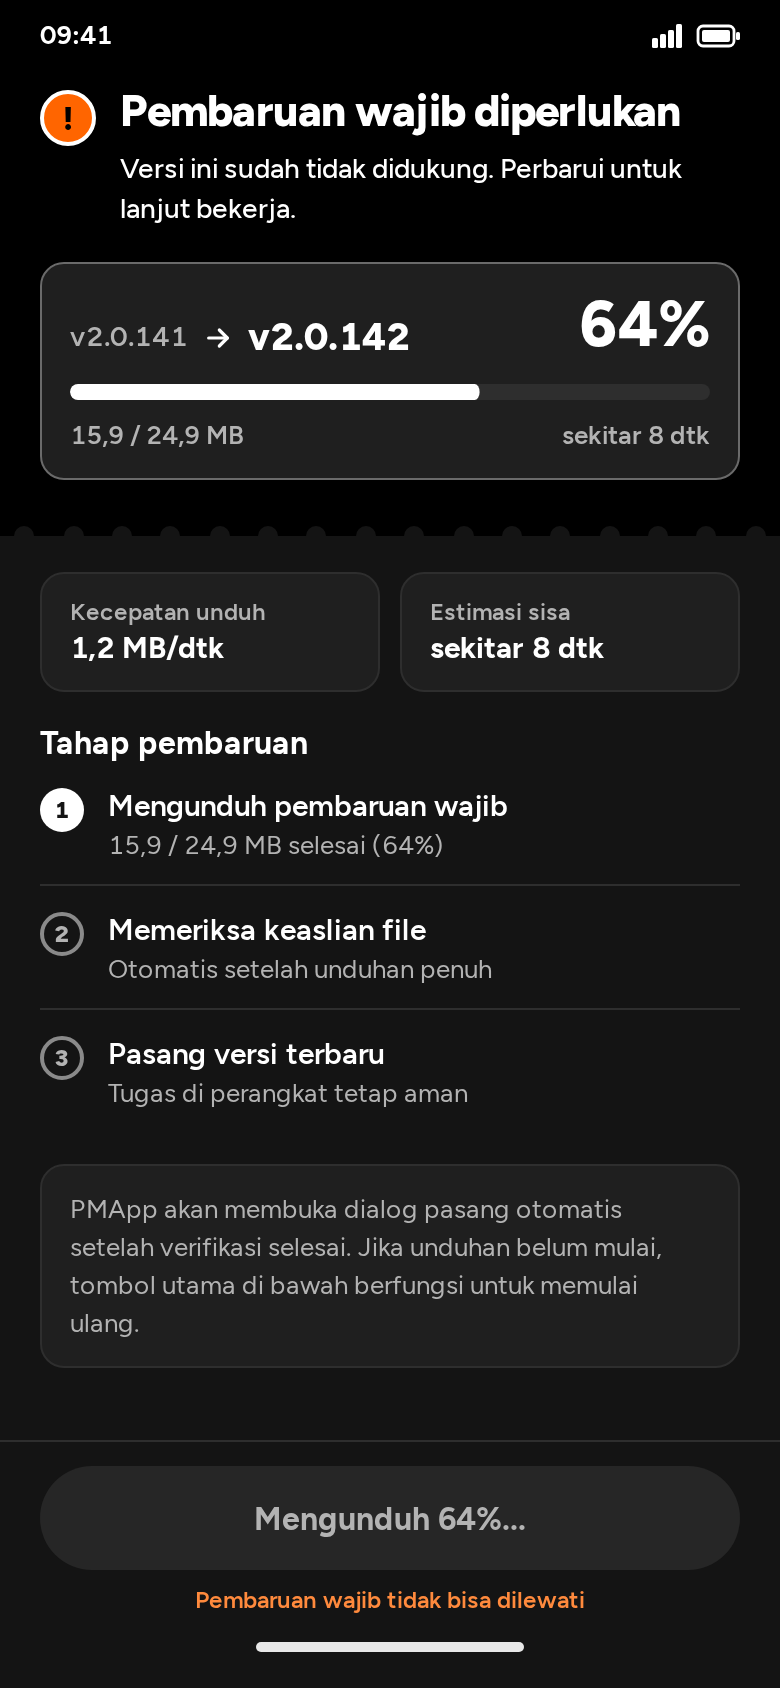 09:41
!
Pembaruan wajib diperlukan
Versi ini sudah tidak didukung. Perbarui untuk
lanjut bekerja.
v2.0.141 → v2.0.142
64%
15,9 / 24,9 MB
sekitar 8 dtk
Kecepatan unduh
1,2 MB/dtk
Estimasi sisa
sekitar 8 dtk
Tahap pembaruan
1
Mengunduh pembaruan wajib
15,9 / 24,9 MB selesai (64%)
2
Memeriksa keaslian file
Otomatis setelah unduhan penuh
3
Pasang versi terbaru
Tugas di perangkat tetap aman
PMApp akan membuka dialog pasang otomatis
setelah verifikasi selesai. Jika unduhan belum mulai,
tombol utama di bawah berfungsi untuk memulai
ulang.
Mengunduh 64%...
Pembaruan wajib tidak bisa dilewati